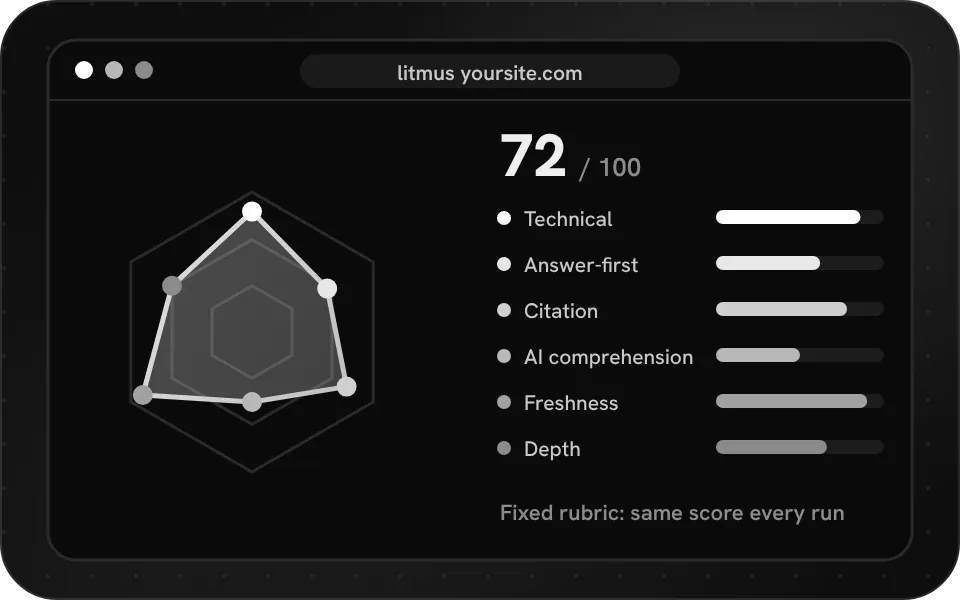 litmus yoursite.com
72 / 100
Technical
Answer-first
Citation
AI comprehension
Freshness
Depth
Fixed rubric: same score every run